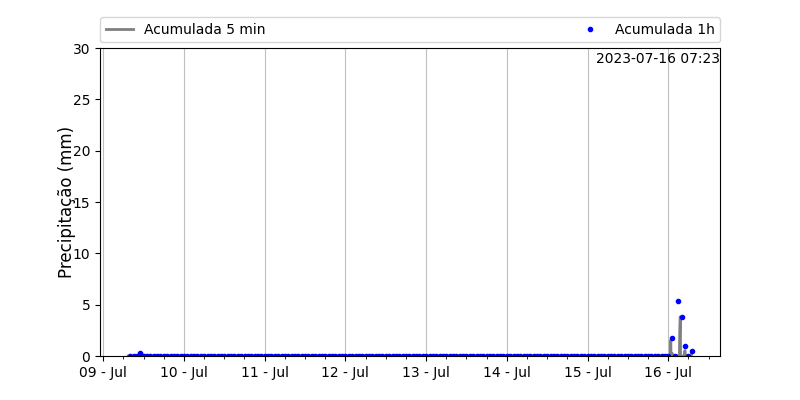 Acumulada 5 min
Acumulada 1h
2023-07-16 07:23
Precipitação (mm)
30
25
20
15
10
5
0
09 - Jul 10 - Jul 11 - Jul 12 - Jul 13 - Jul 14 - Jul 15 - Jul 16 - Jul